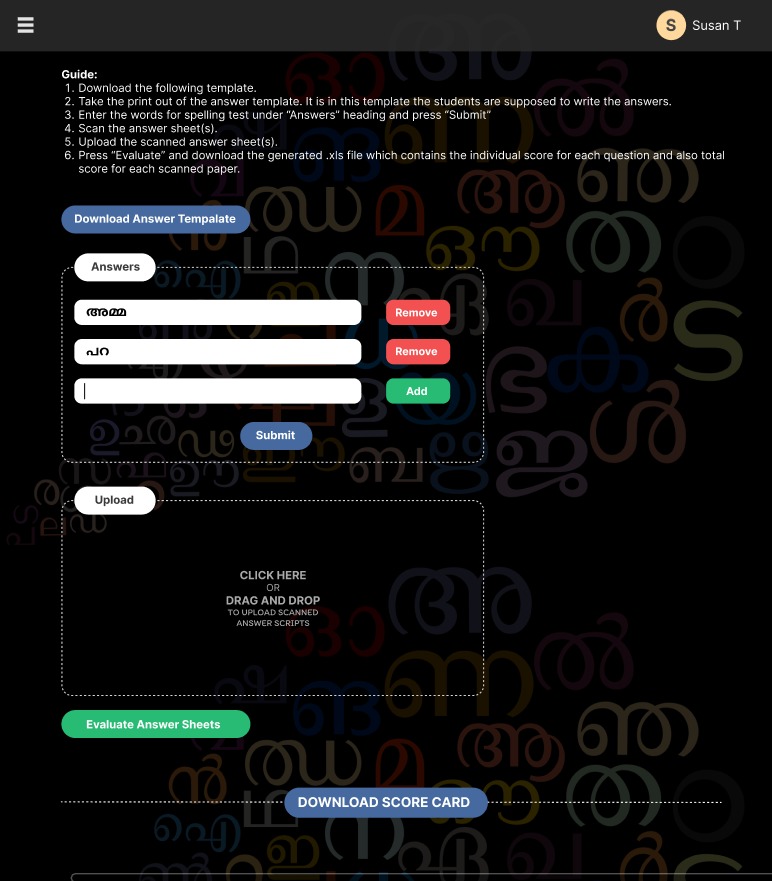 S Susan T
Guide:
1. Download the following template.
2. Take the print out of the answer template. It is in this template the students are supposed to write the answers.
3. Enter the words for spelling test under “Answers” heading and press “Submit”
4. Scan the answer sheet(s).
5. Upload the scanned answer sheet(s).
6. Press “Evaluate” and download the generated .xls file which contains the individual score for each question and also total
score for each scanned paper.
Download Answer Tempalate
Answers
അമ്മ Remove
പറ Remove
Add
Submit
Upload
CLICK HERE
OR
DRAG AND DROP
TO UPLOAD SCANNED
ANSWER SCRIPTS
Evaluate Answer Sheets
DOWNLOAD SCORE CARD